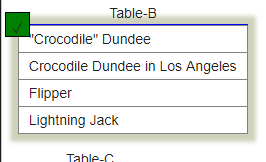 Table-B
"Crocodile" Dundee
Crocodile Dundee in Los Angeles
Flipper
Lightning Jack
Table-C